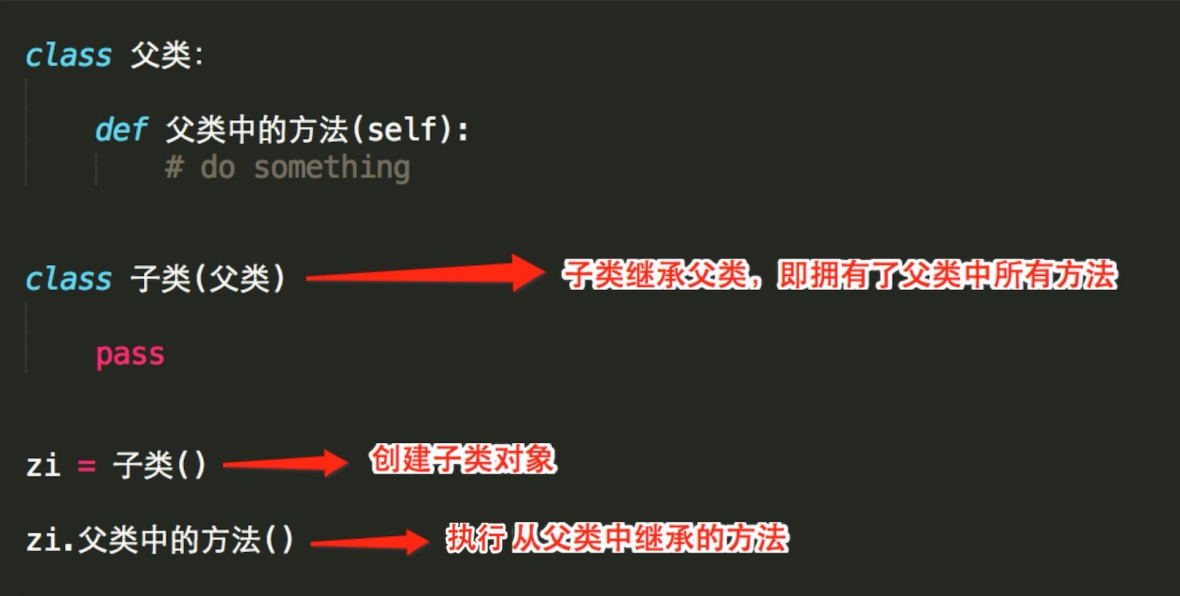 class 父类:
def 父类中的方法(self):
# do something
class 子类(父类) 子类继承父类，即拥有了父类中所有方法
pass
zi = 子类() 创建子类对象
zi.父类中的方法() 执行从父类中继承的方法